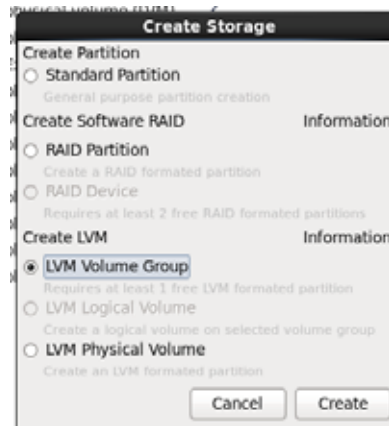 physical volume (LVM)
Create Storage
Create Partition
Standard Partition
General purpose partition creation
Create Software RAID Information
RAID Partition
Create a RAID formated partition
RAID Device
Requires at least 2 free RAID formated partitions
Create LVM Information
LVM Volume Group
Requires at least 1 free LVM formated partition
LVM Logical Volume
Create a logical volume on selected volume group
LVM Physical Volume
Create an LVM formated partition
Cancel Create